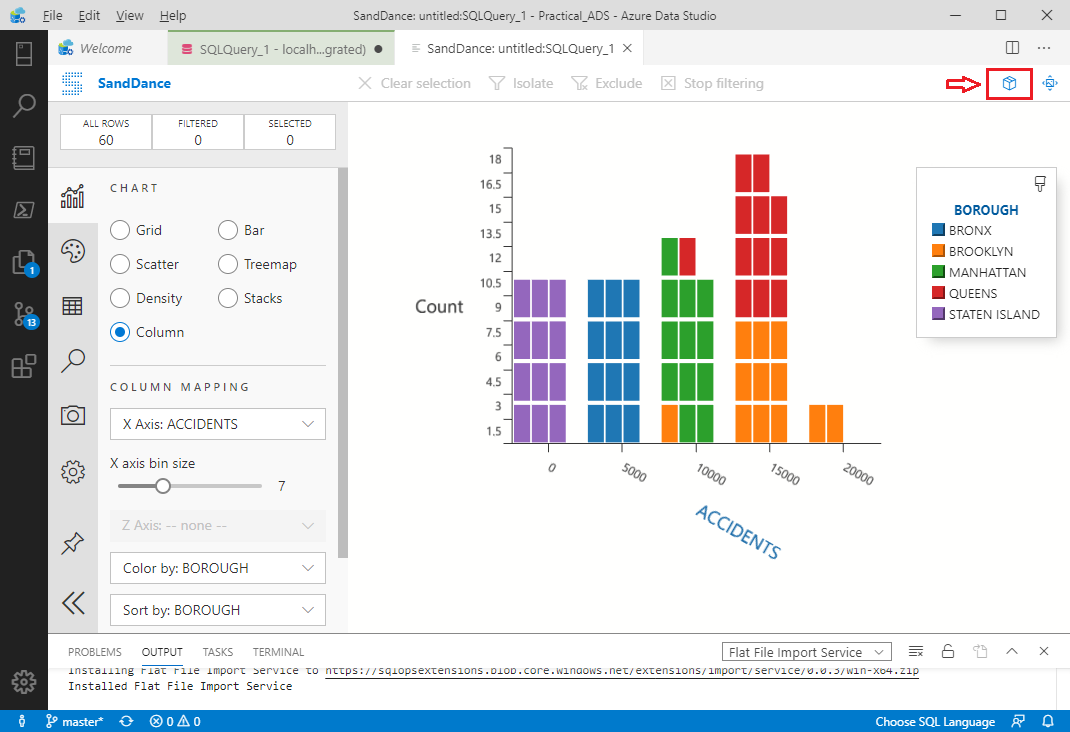 File Edit View Help SandDance: untitled:SQLQuery_1 - Practical_ADS - Azure Data Studio
Welcome SQLQuery_1 - localh...grated) SandDance: untitled:SQLQuery_1
SandDance Clear selection Isolate Exclude Stop filtering
ALL ROWS FILTERED SELECTED
60 0 0
CHART
Grid Bar
Scatter Treemap
Density Stacks
Column
COLUMN MAPPING
X Axis: ACCIDENTS
X axis bin size
7
Z Axis: -- none --
Color by: BOROUGH
Sort by: BOROUGH
18
16.5
15
13.5
12
10.5
Count
9
7.5
6
4.5
3
1.5
0 5000 10000 15000 20000
ACCIDENTS
BOROUGH
BRONX
BROOKLYN
MANHATTAN
QUEENS
STATEN ISLAND
1
13
PROBLEMS OUTPUT TASKS TERMINAL Flat File Import Service
Installing Flat File Import Service to https://sqlopsextensions.blob.core.windows.net/extensions/import/service/0.0.3/win-x64.zip
Installed Flat File Import Service
master* 0 0 Choose SQL Language